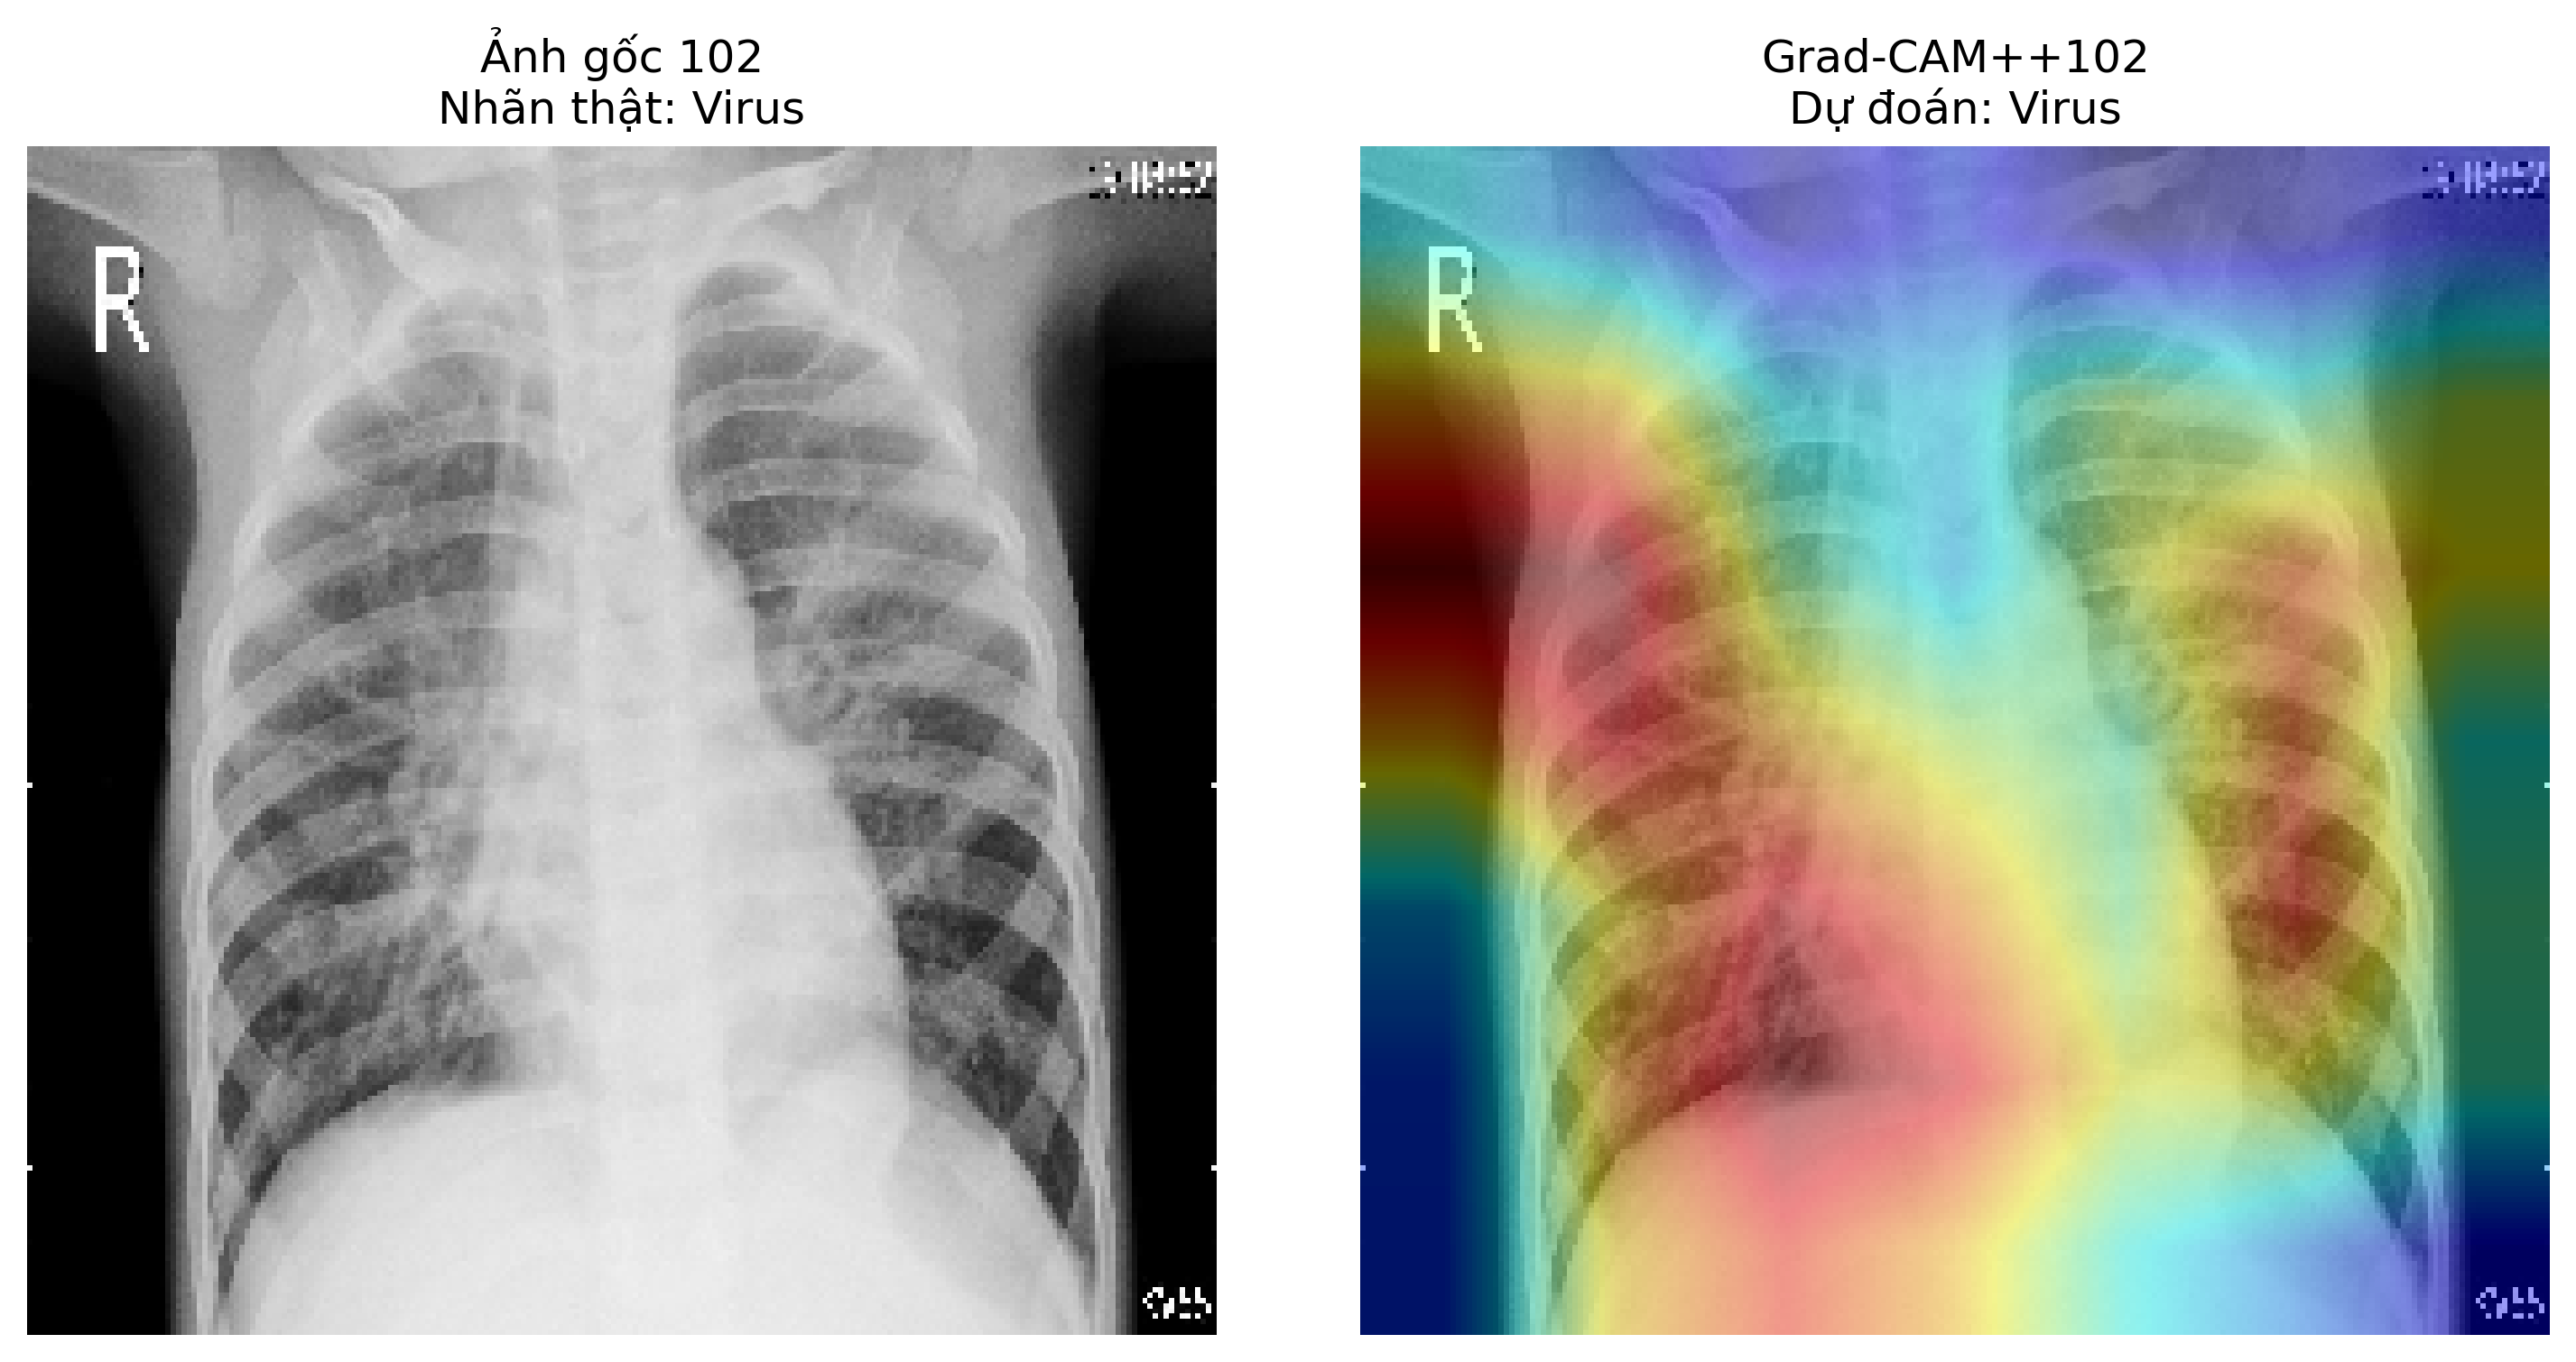 Ảnh gốc 102
Nhãn thật: Virus
Grad-CAM++102
Dự đoán: Virus
R
R